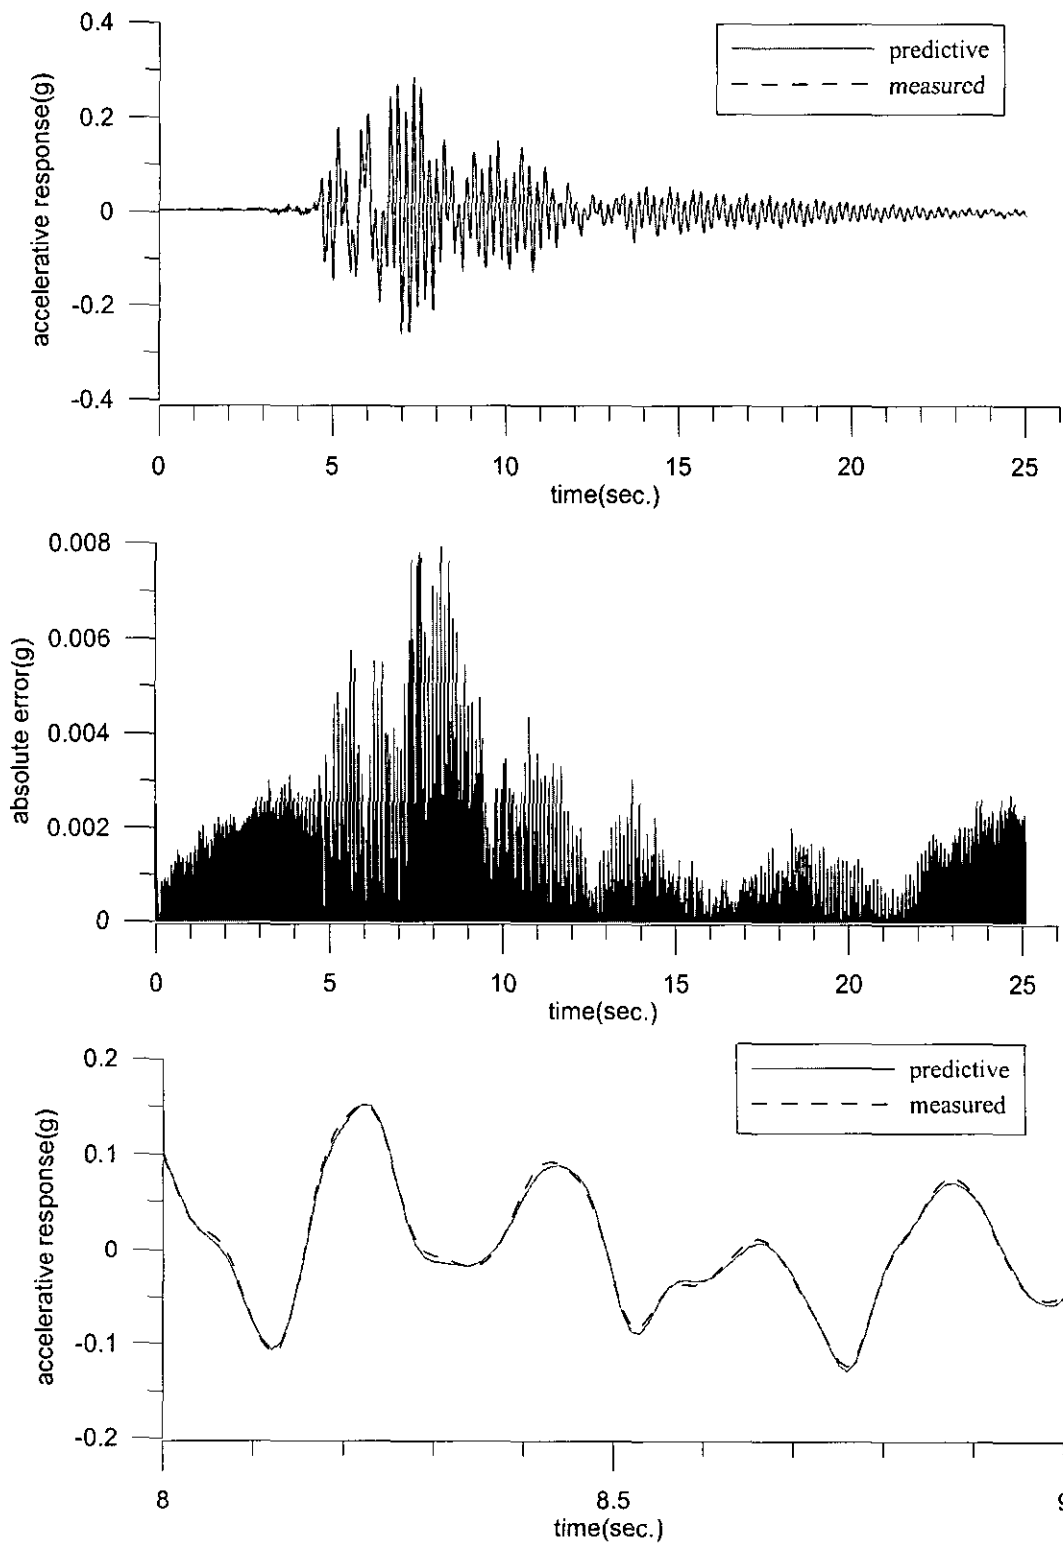 0.4
0.2
0
-0.2
-0.4
accelerative response(g)
predictive
measured
0 5 10 15 20 25
time(sec.)
0.008
0.006
0.004
0.002
0
absolute error(g)
0 5 10 15 20 25
time(sec.)
0.2
0.1
0
-0.1
-0.2
accelerative response(g)
predictive
measured
8 8.5
time(sec.)